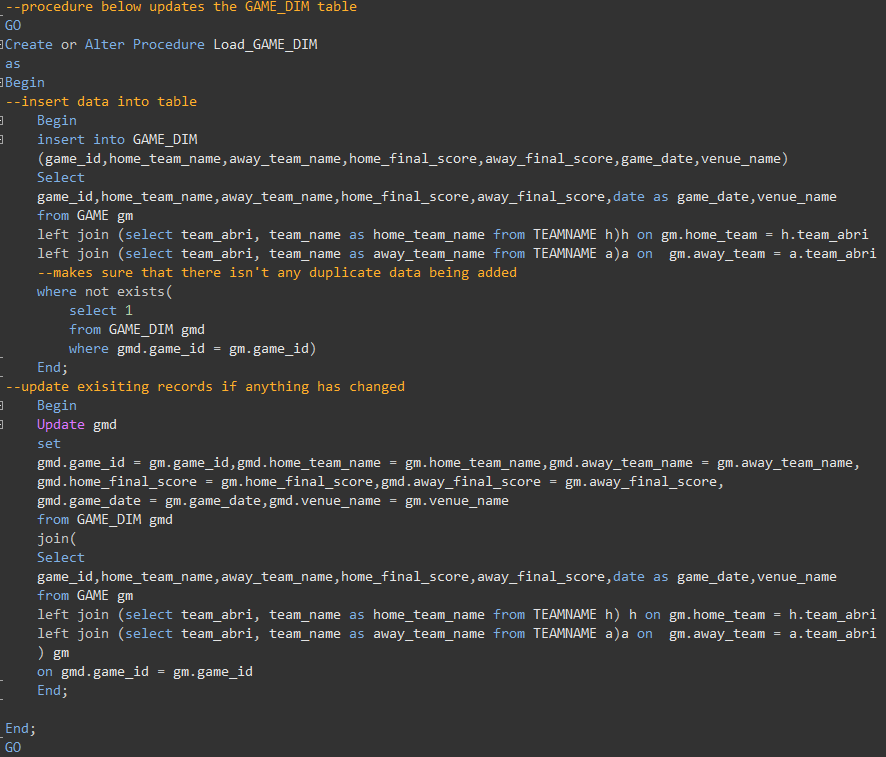 --procedure below updates the GAME_DIM table
GO
Create or Alter Procedure Load_GAME_DIM
as
Begin
--insert data into table
Begin
insert into GAME_DIM
(game_id,home_team_name,away_team_name,home_final_score,away_final_score,game_date,venue_name)
Select
game_id,home_team_name,away_team_name,home_final_score,away_final_score,date as game_date,venue_name
from GAME gm
left join (select team_abri, team_name as home_team_name from TEAMNAME h)h on gm.home_team = h.team_abri
left join (select team_abri, team_name as away_team_name from TEAMNAME a)a on  gm.away_team = a.team_abri
--makes sure that there isn't any duplicate data being added
where not exists(
select 1
from GAME_DIM gmd
where gmd.game_id = gm.game_id)
End;
--update exisiting records if anything has changed
Begin
Update gmd
set
gmd.game_id = gm.game_id,gmd.home_team_name = gm.home_team_name,gmd.away_team_name = gm.away_team_name,
gmd.home_final_score = gm.home_final_score,gmd.away_final_score = gm.away_final_score,
gmd.game_date = gm.game_date,gmd.venue_name = gm.venue_name
from GAME_DIM gmd
join(
Select
game_id,home_team_name,away_team_name,home_final_score,away_final_score,date as game_date,venue_name
from GAME gm
left join (select team_abri, team_name as home_team_name from TEAMNAME h) h on gm.home_team = h.team_abri
left join (select team_abri, team_name as away_team_name from TEAMNAME a)a on  gm.away_team = a.team_abri
) gm
on gmd.game_id = gm.game_id
End;
End;
GO